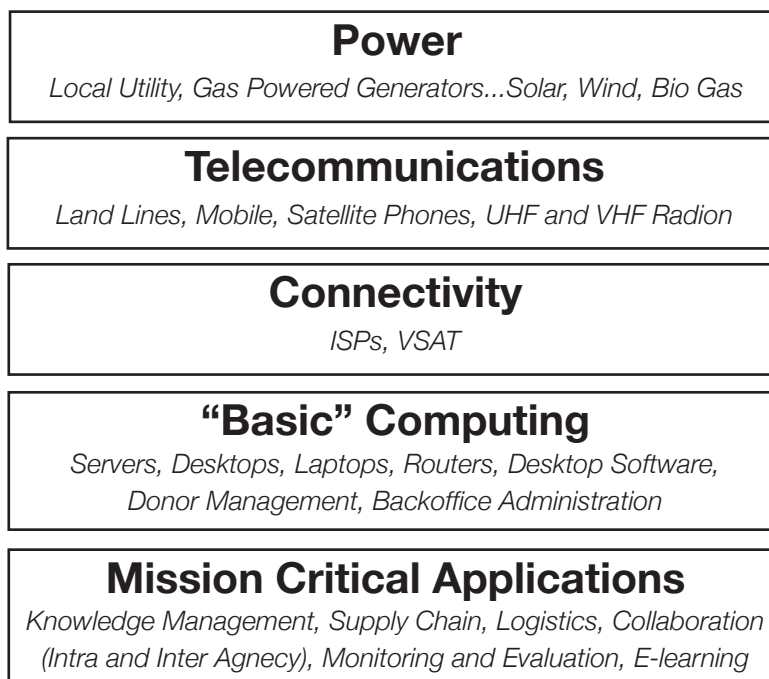 Power
Local Utility, Gas Powered Generators...Solar, Wind, Bio Gas
Telecommunications
Land Lines, Mobile, Satellite Phones, UHF and VHF Radion
Connectivity
ISPs, VSAT
“Basic” Computing
Servers, Desktops, Laptops, Routers, Desktop Software,
Donor Management, Backoffice Administration
Mission Critical Applications
Knowledge Management, Supply Chain, Logistics, Collaboration
(Intra and Inter Agnecy), Monitoring and Evaluation, E-learning